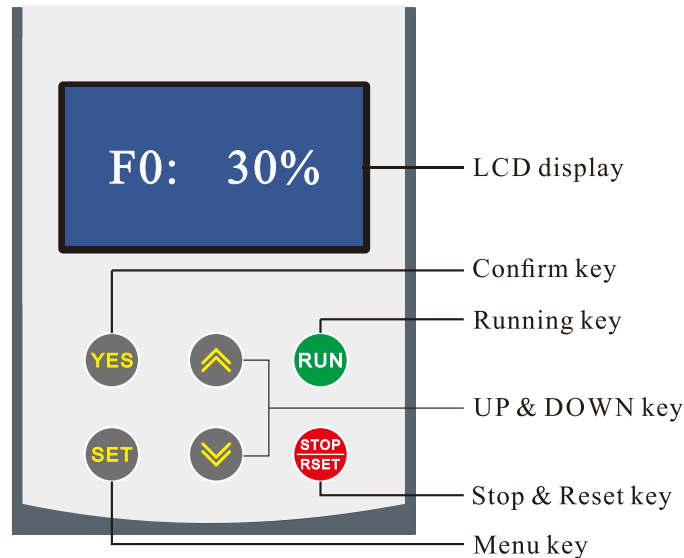 F0: 30%
LCD display
Confirm key
Running key
YES
RUN
UP & DOWN key
SET
STOP
RSET
Stop & Reset key
Menu key